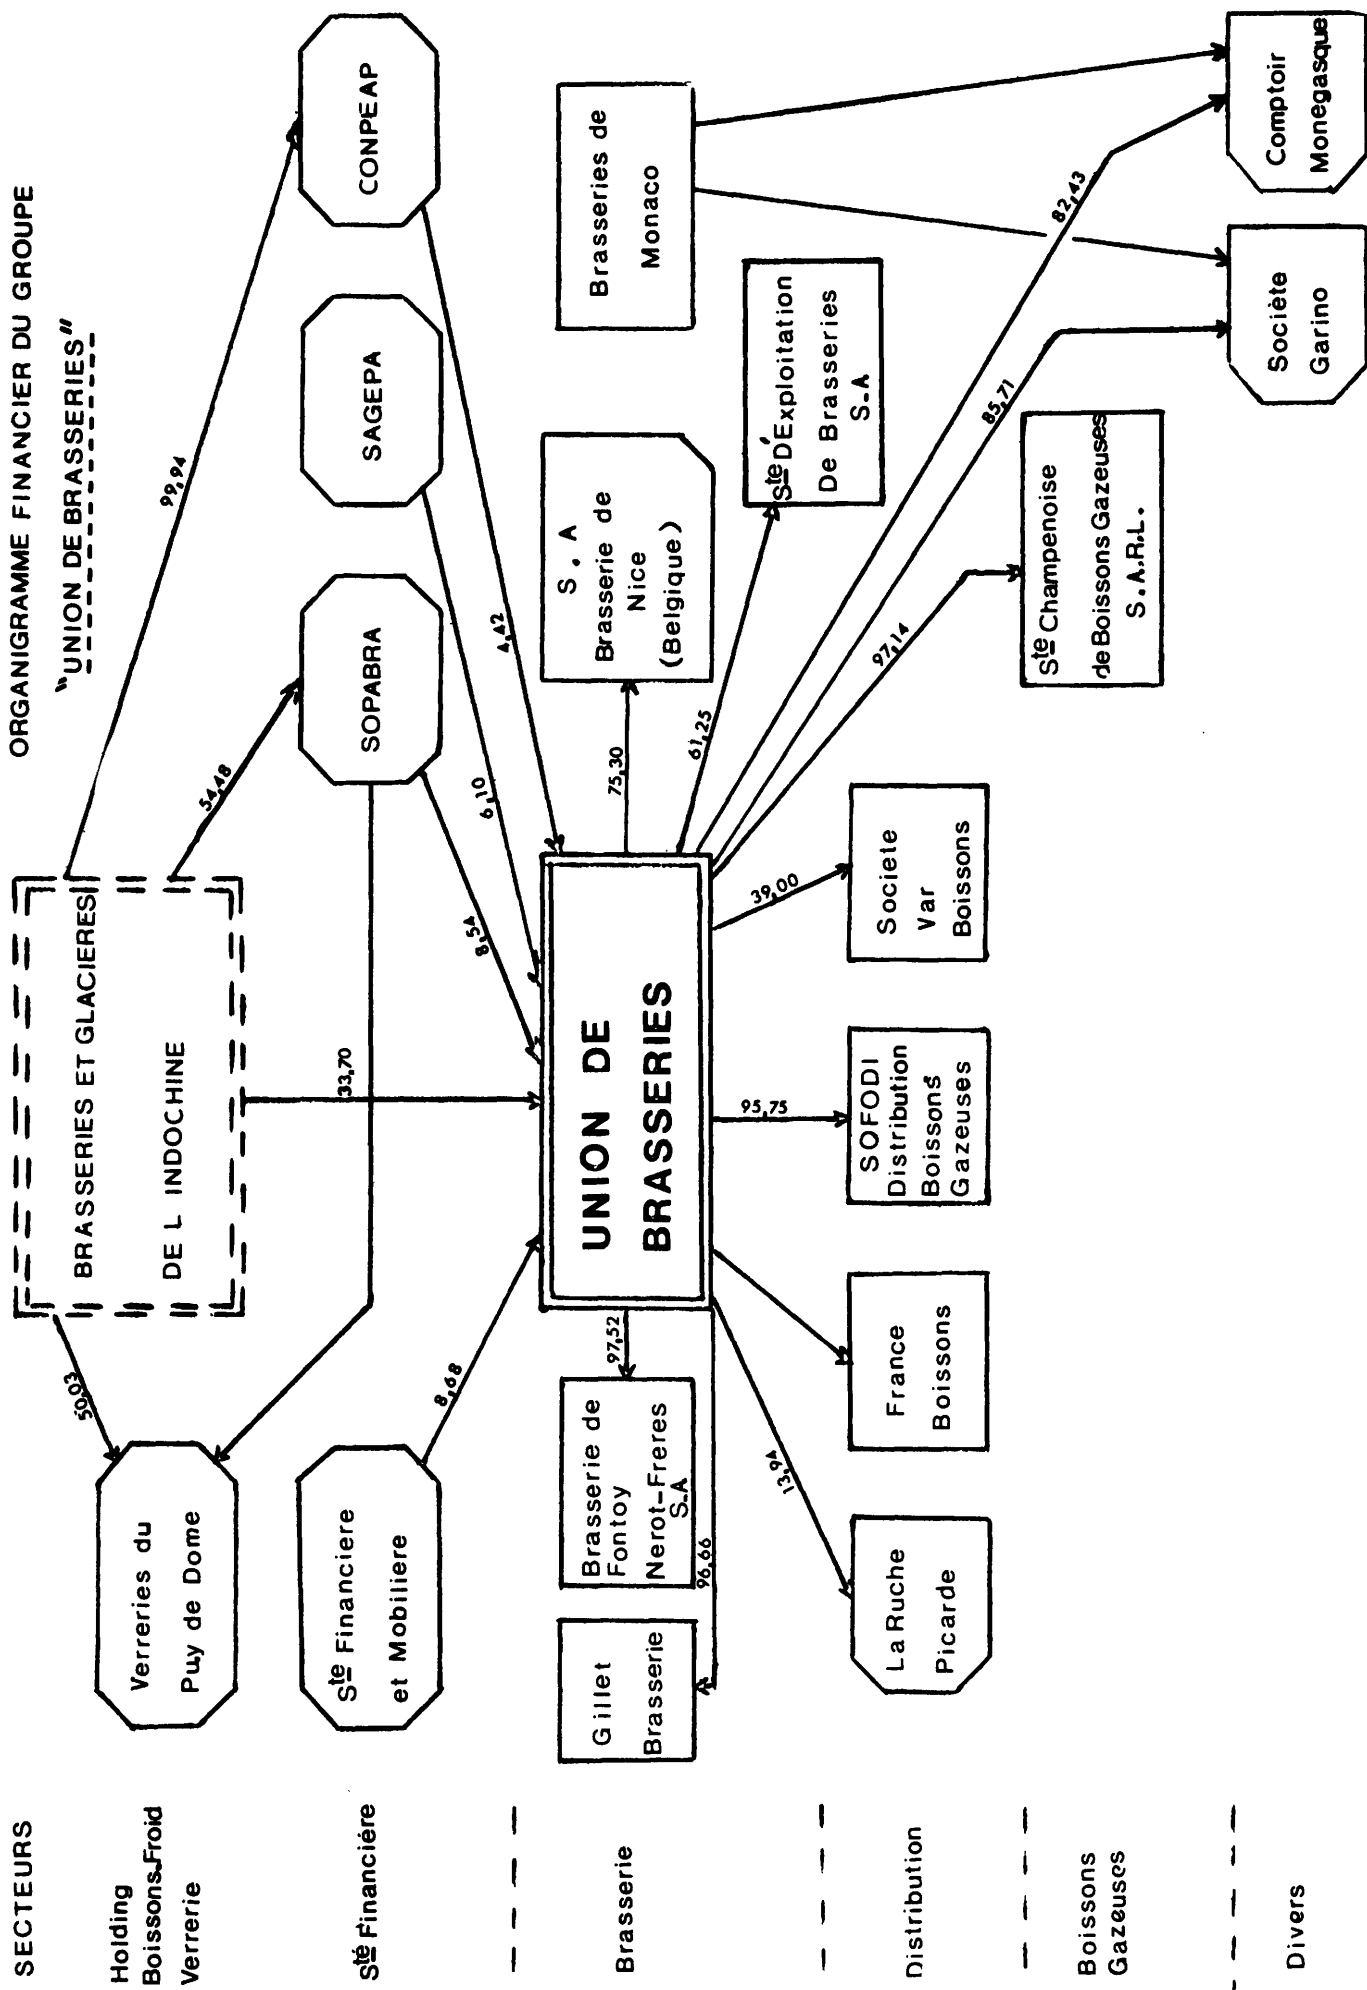 ORGANIGRAMME FINANCIER DU GROUPE
"UNION DE BRASSERIES"
SECTEURS
Holding
Boissons.Froid
Verrerie
Sté Financiére
Brasserie
Distribution
Boissons
Gazeuses
Divers
BRASSERIES ET GLACIERES
DE L INDOCHINE
50,03
54,48
99,94
33,70
Verreries du
Puy de Dome
Sté Financiere
et Mobiliere
SOPABRA
SAGEPA
CONPEAP
8,68
8,54
6,10
4,42
Gillet
Brasserie
Brasserie de
Fontoy
Nerot-Freres
S.A
97,52
96,66
UNION DE
BRASSERIES
75,30
S. A
Brasserie de
Nice
(Belgique)
Brasseries de
Monaco
61,25
Sté D'Exploitation
De Brasseries
S.A
13,94
95,75
39,00
97,14
85,71
82,43
La Ruche
Picarde
France
Boissons
SOFODI
Distribution
Boissons
Gazeuses
Societe
Var
Boissons
Sté Champenoise
de Boissons Gazeuses
S.A.R.L.
Sociète
Garino
Comptoir
Monegasque